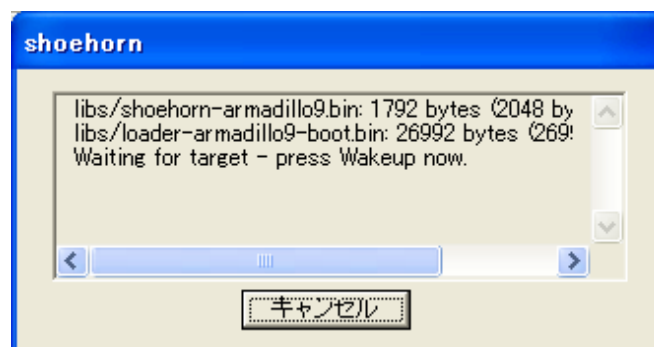 shoehorn
libs/shoehorn-armadillo9.bin: 1792 bytes (2048 by
libs/loader-armadillo9-boot.bin: 26992 bytes (269
Waiting for target - press Wakeup now.
キャンセル